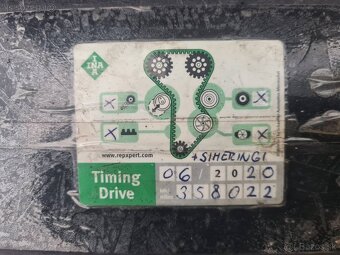 INA
www.repxpert.com
+SIMERINGI
Timing
Drive
06/2020
358022